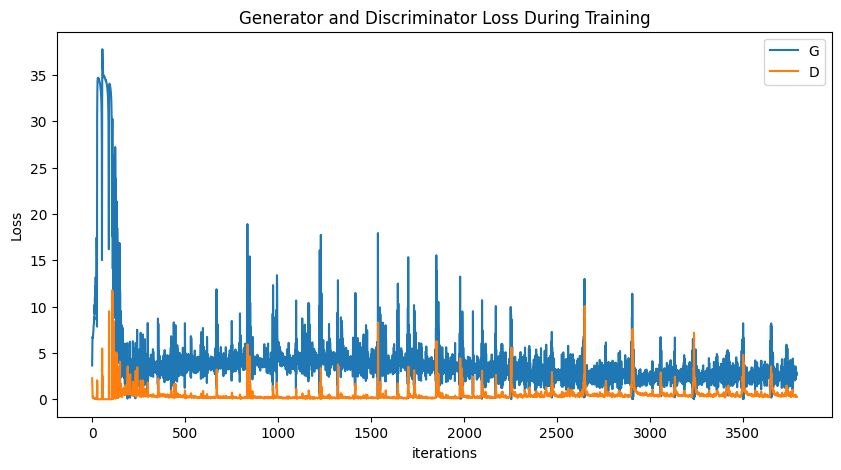 Generator and Discriminator Loss During Training
G
D
Loss
35
30
25
20
15
10
5
0
0 500 1000 1500 2000 2500 3000 3500
iterations